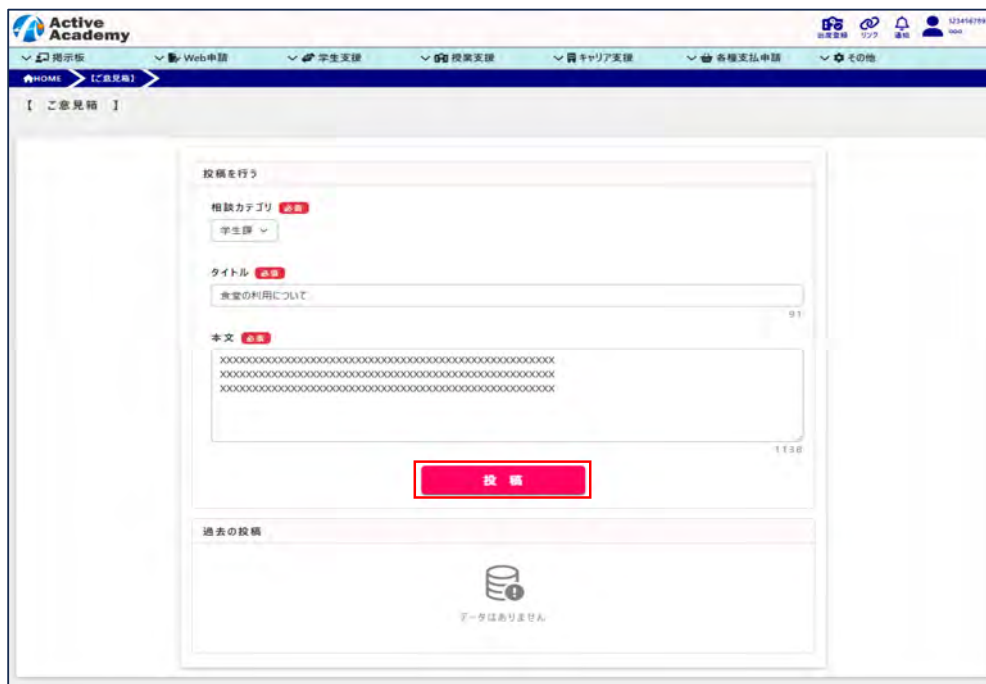 Active
Academy
出席登録 リンク 通知
掲示板 Web申請 学生支援 授業支援 キャリア支援 各種支払申請 その他
HOME 【ご意見箱】
【 ご意見箱 】
投稿を行う
相談カテゴリ 必須
学生課
タイトル 必須
食堂の利用について
91
本文 必須
投 稿
過去の投稿
データはありません